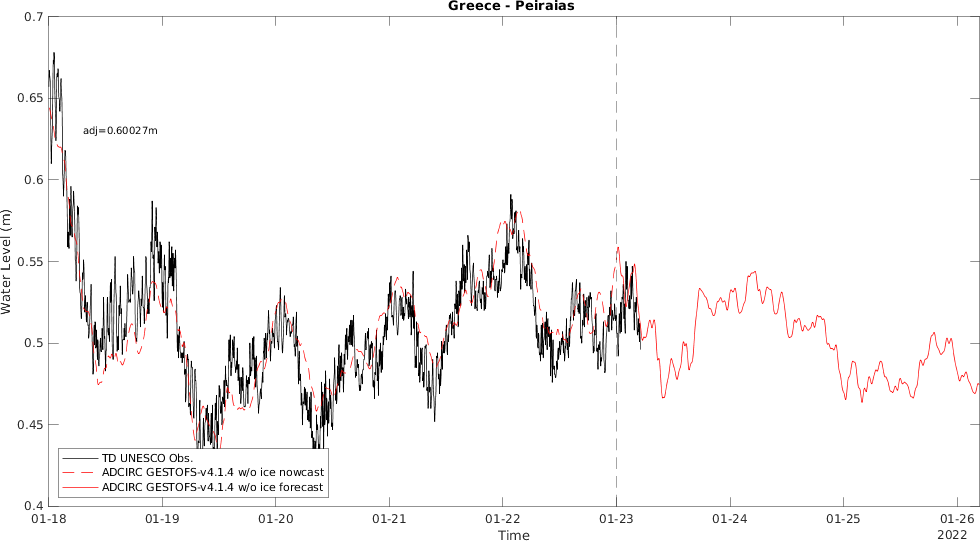 Greece - Peiraias
0.7
0.65
0.6
0.55
0.5
0.45
0.4
Water Level (m)
adj=0.60027m
TD UNESCO Obs.
ADCIRC GESTOFS-v4.1.4 w/o ice nowcast
ADCIRC GESTOFS-v4.1.4 w/o ice forecast
01-18 01-19 01-20 01-21 01-22 01-23 01-24 01-25 01-26
Time
2022